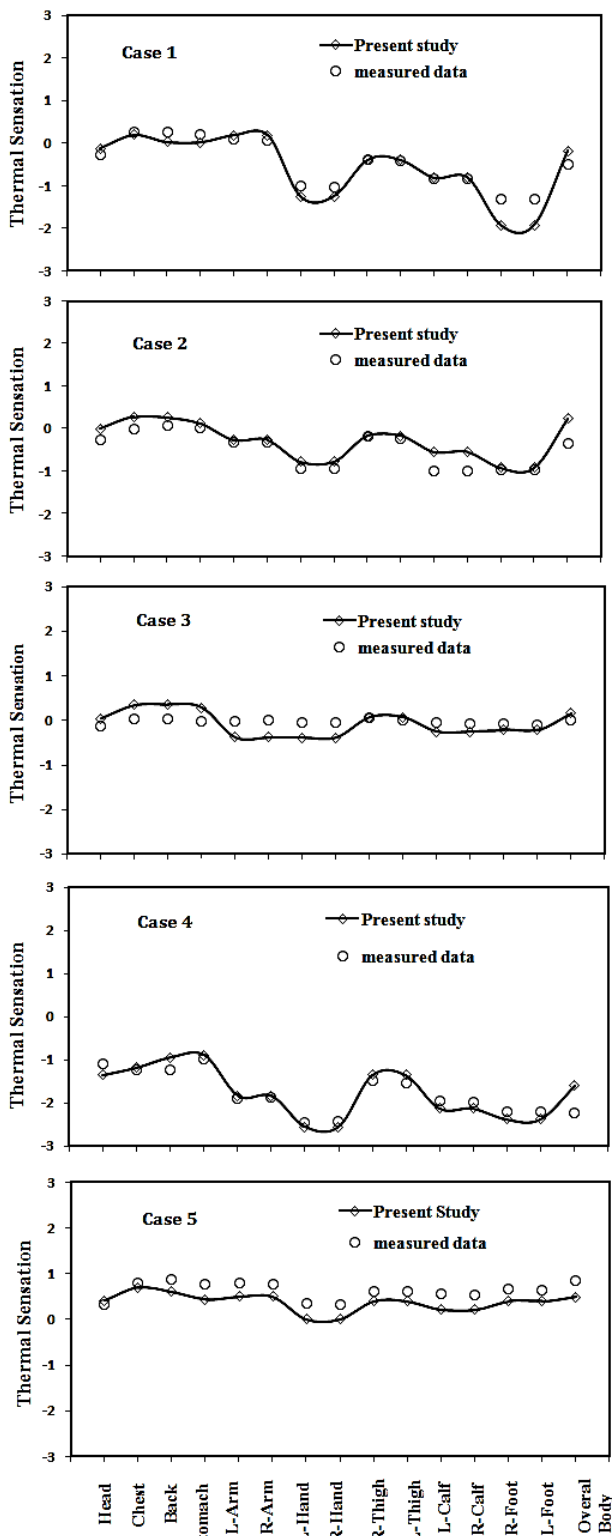 Thermal Sensation
3
2
1
0
-1
-2
-3
Case 1
Present study
measured data
Thermal Sensation
3
2
1
0
-1
-2
-3
Case 2
Present study
measured data
Thermal Sensation
3
2
1
0
-1
-2
-3
Case 3
Present study
measured data
Thermal Sensation
3
2
1
0
-1
-2
-3
Case 4
Present study
measured data
Thermal Sensation
3
2
1
0
-1
-2
-3
Case 5
Present Study
measured data
Head
Chest
Back
tomach
L-Arm
R-Arm
L-Hand
R-Hand
R-Thigh
L-Thigh
L-Calf
R-Calf
R-Foot
L-Foot
Overal
Body